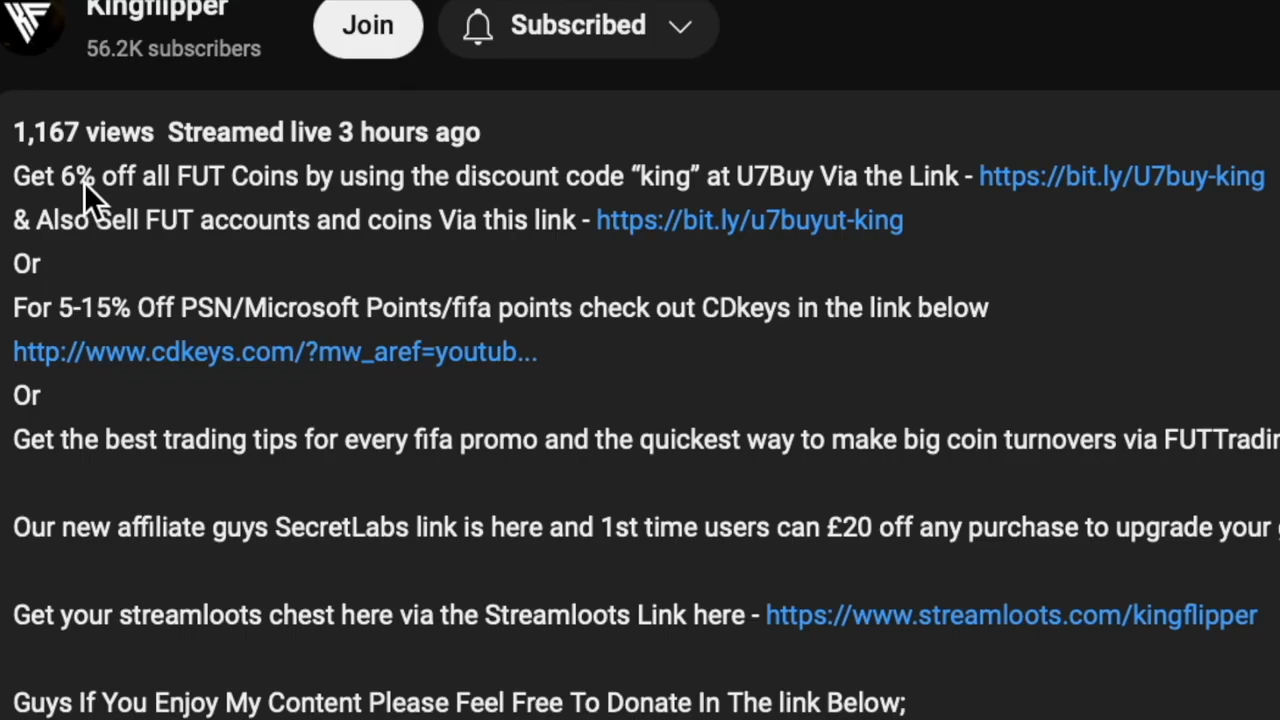 Kingflipper
56.2K subscribers
Join
Subscribed
1,167 views Streamed live 3 hours ago
Get 6% off all FUT Coins by using the discount code “king” at U7Buy Via the Link - https://bit.ly/U7buy-king
& Also Sell FUT accounts and coins Via this link - https://bit.ly/u7buyut-king
Or
For 5-15% Off PSN/Microsoft Points/fifa points check out CDkeys in the link below
http://www.cdkeys.com/?mw_aref=youtub...
Or
Get the best trading tips for every fifa promo and the quickest way to make big coin turnovers via
Our new affiliate guys SecretLabs link is here and 1st time users can £20 off any purchase to upgrade your
Get your streamloots chest here via the Streamloots Link here - https://www.streamloots.com/kingflipper
Guys If You Enjoy My Content Please Feel Free To Donate In The link Below;